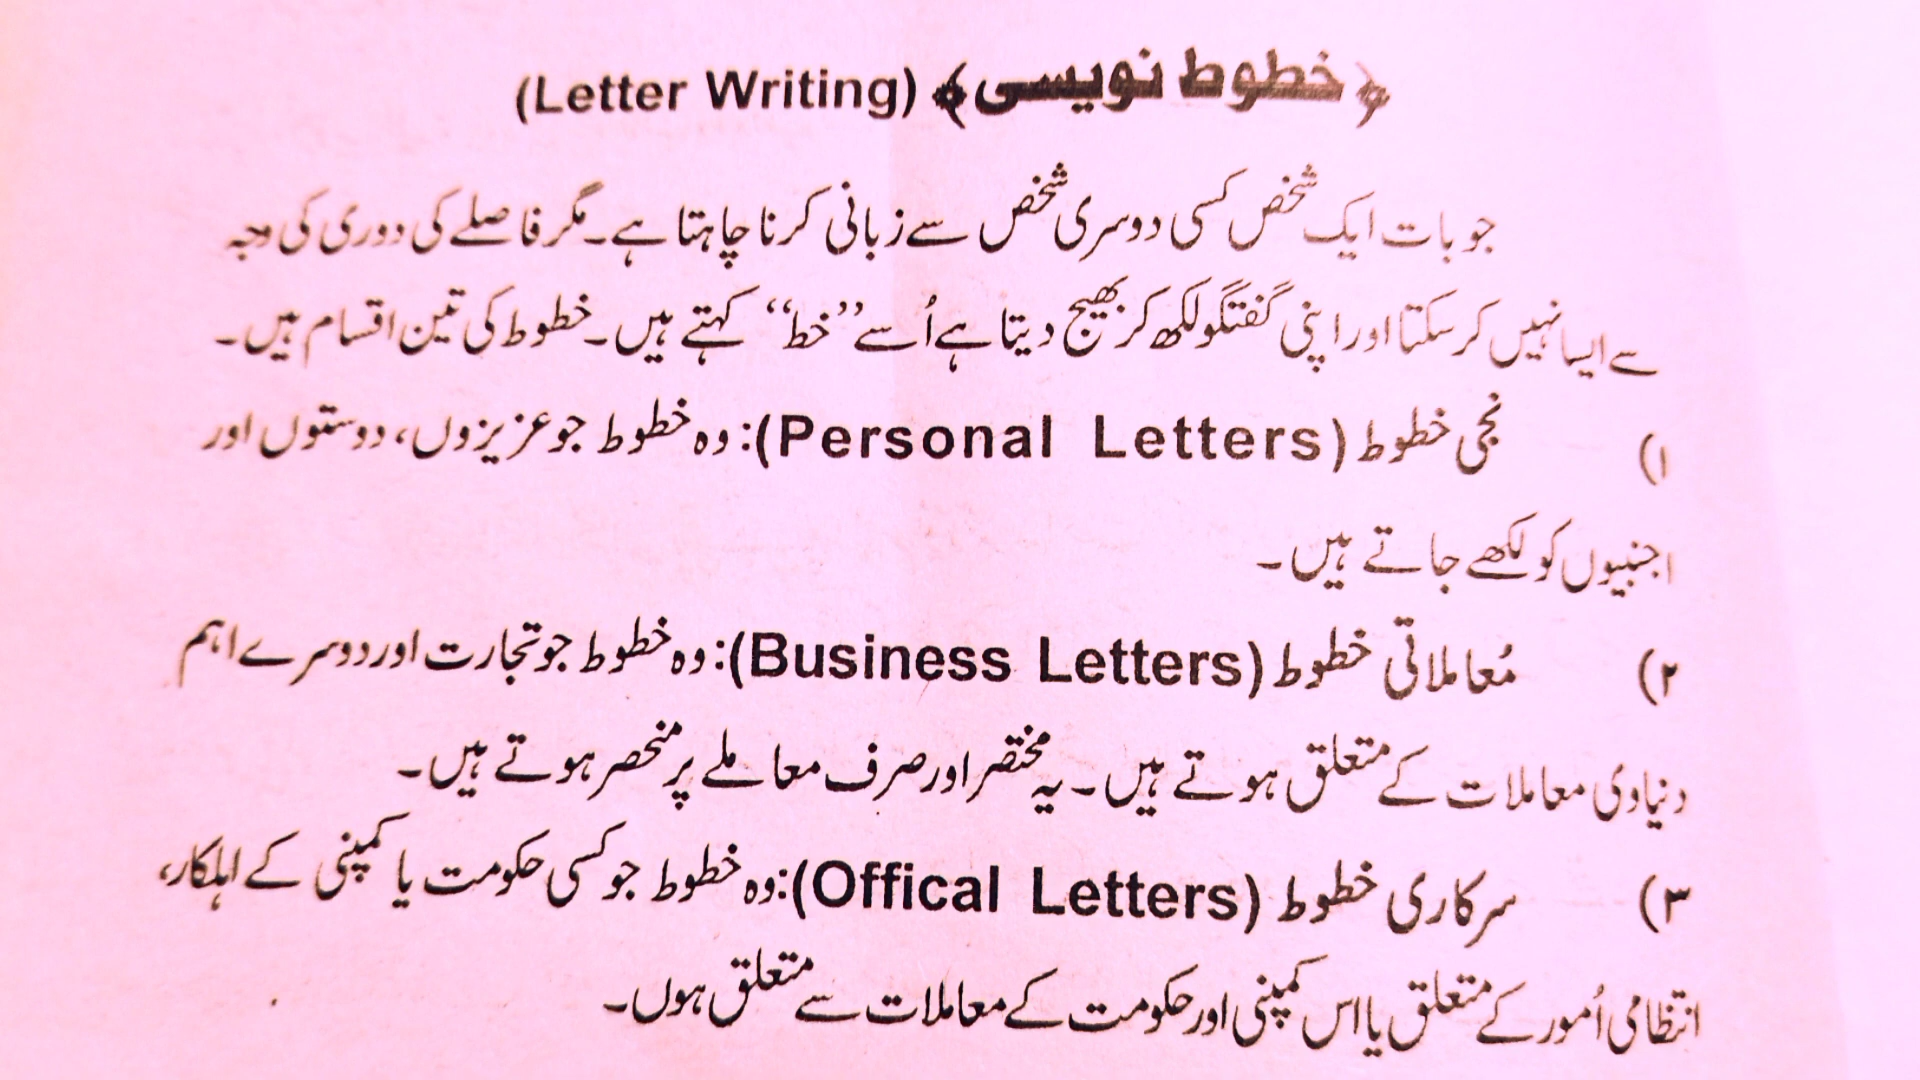 ﴿خطوط نویسی﴾ (Letter Writing)
جو بات ایک شخص کسی دوسری شخص سے زبانی کرنا چاہتا ہے۔ مگر فاصلے کی دوری کی وجہ
سے ایسا نہیں کر سکتا اور اپنی گفتگو لکھ کر بھیج دیتا ہے اُسے ”خط“ کہتے ہیں۔ خطوط کی تین اقسام ہیں۔
۱) نجی خطوط (Personal Letters): وہ خطوط جو عزیزوں، دوستوں اور
اجنبیوں کو لکھے جاتے ہیں۔
۲) مُعاملاتی خطوط (Business Letters): وہ خطوط جو تجارت اور دوسرے اہم
دنیاوی معاملات کے متعلق ہوتے ہیں۔ یہ مختصر اور صرف معاملے پر منحصر ہوتے ہیں۔
۳) سرکاری خطوط (Offical Letters): وہ خطوط جو کسی حکومت یا کمپنی کے اہلکار،
انتظامی اُمور کے متعلق یا اس کمپنی اور حکومت کے معاملات سے متعلق ہوں۔